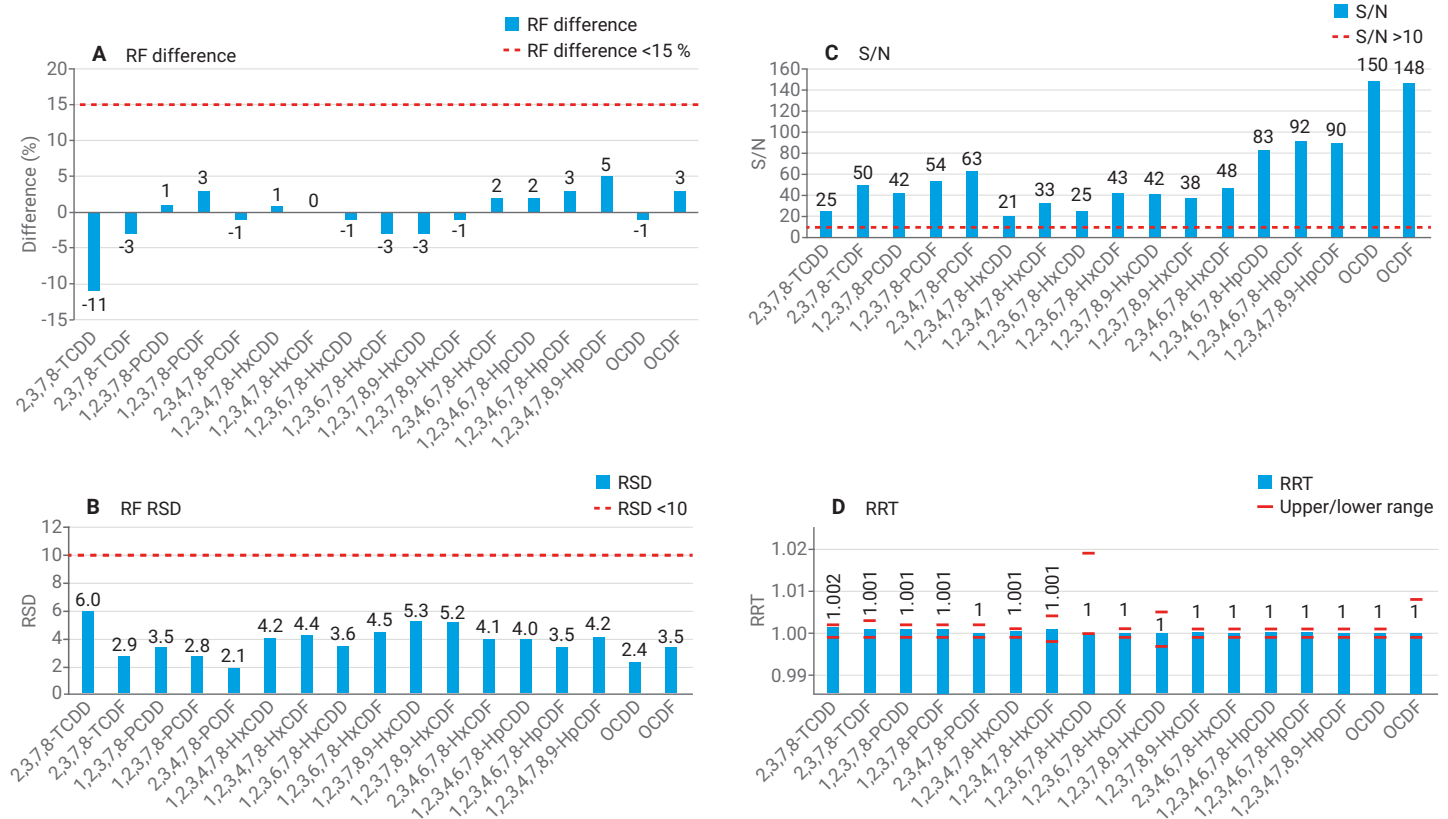 A RF difference
RF difference
RF difference <15 %
Difference (%)
20
15
10
5
0
-5
-10
-15
-11
-3
1
3
-1
1
0
-1
-3
-3
-1
2
2
3
5
-1
3
2,3,7,8-TCDD
2,3,7,8-TCDF
1,2,3,7,8-PCDD
1,2,3,7,8-PCDF
2,3,4,7,8-PCDF
1,2,3,4,7,8-HxCDD
1,2,3,4,7,8-HxCDF
1,2,3,6,7,8-HxCDD
1,2,3,6,7,8-HxCDF
1,2,3,7,8,9-HxCDD
1,2,3,7,8,9-HxCDF
2,3,4,6,7,8-HxCDF
1,2,3,4,6,7,8-HpCDD
1,2,3,4,6,7,8-HpCDF
1,2,3,4,7,8,9-HpCDF
OCDD
OCDF
C S/N
S/N
S/N >10
S/N
160
140
120
100
80
60
40
20
0
25
50
42
54
63
21
33
25
43
42
38
48
83
92
90
150
148
2,3,7,8-TCDD
2,3,7,8-TCDF
1,2,3,7,8-PCDD
1,2,3,7,8-PCDF
2,3,4,7,8-PCDF
1,2,3,4,7,8-HxCDD
1,2,3,4,7,8-HxCDF
1,2,3,6,7,8-HxCDD
1,2,3,6,7,8-HxCDF
1,2,3,7,8,9-HxCDD
1,2,3,7,8,9-HxCDF
2,3,4,6,7,8-HxCDF
1,2,3,4,6,7,8-HpCDD
1,2,3,4,6,7,8-HpCDF
1,2,3,4,7,8,9-HpCDF
OCDD
OCDF
B RF RSD
RSD
RSD <10
RSD
12
10
8
6
4
2
0
6.0
2.9
3.5
2.8
2.1
4.2
4.4
3.6
4.5
5.3
5.2
4.1
4.0
3.5
4.2
2.4
3.5
2,3,7,8-TCDD
2,3,7,8-TCDF
1,2,3,7,8-PCDD
1,2,3,7,8-PCDF
2,3,4,7,8-PCDF
1,2,3,4,7,8-HxCDD
1,2,3,4,7,8-HxCDF
1,2,3,6,7,8-HxCDD
1,2,3,6,7,8-HxCDF
1,2,3,7,8,9-HxCDD
1,2,3,7,8,9-HxCDF
2,3,4,6,7,8-HxCDF
1,2,3,4,6,7,8-HpCDD
1,2,3,4,6,7,8-HpCDF
1,2,3,4,7,8,9-HpCDF
OCDD
OCDF
D RRT
RRT
Upper/lower range
RRT
1.02
1.01
1.00
0.99
1.002
1.001
1.001
1.001
1
1.001
1.001
1
1
1
1
1
1
1
1
1
1
2,3,7,8-TCDD
2,3,7,8-TCDF
1,2,3,7,8-PCDD
1,2,3,7,8-PCDF
2,3,4,7,8-PCDF
1,2,3,4,7,8-HxCDD
1,2,3,4,7,8-HxCDF
1,2,3,6,7,8-HxCDD
1,2,3,6,7,8-HxCDF
1,2,3,7,8,9-HxCDD
1,2,3,7,8,9-HxCDF
2,3,4,6,7,8-HxCDF
1,2,3,4,6,7,8-HpCDD
1,2,3,4,6,7,8-HpCDF
1,2,3,4,7,8,9-HpCDF
OCDD
OCDF